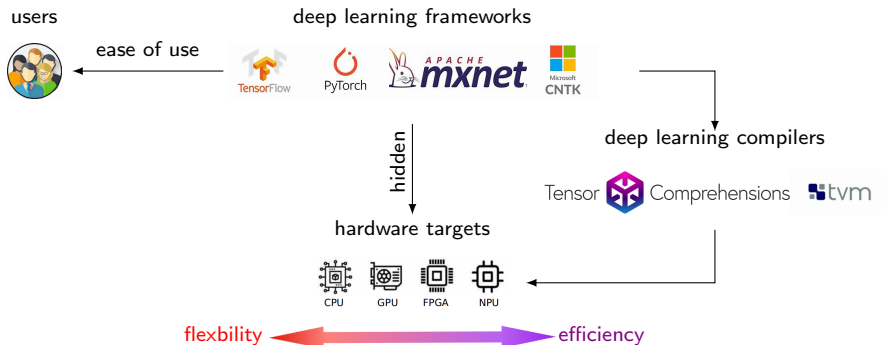 users
deep learning frameworks
ease of use
TensorFlow
PyTorch
APACHE
mxnet
Microsoft
CNTK
deep learning compilers
hidden
Tensor Comprehensions
tvm
hardware targets
CPU GPU FPGA NPU
flexbility
efficiency